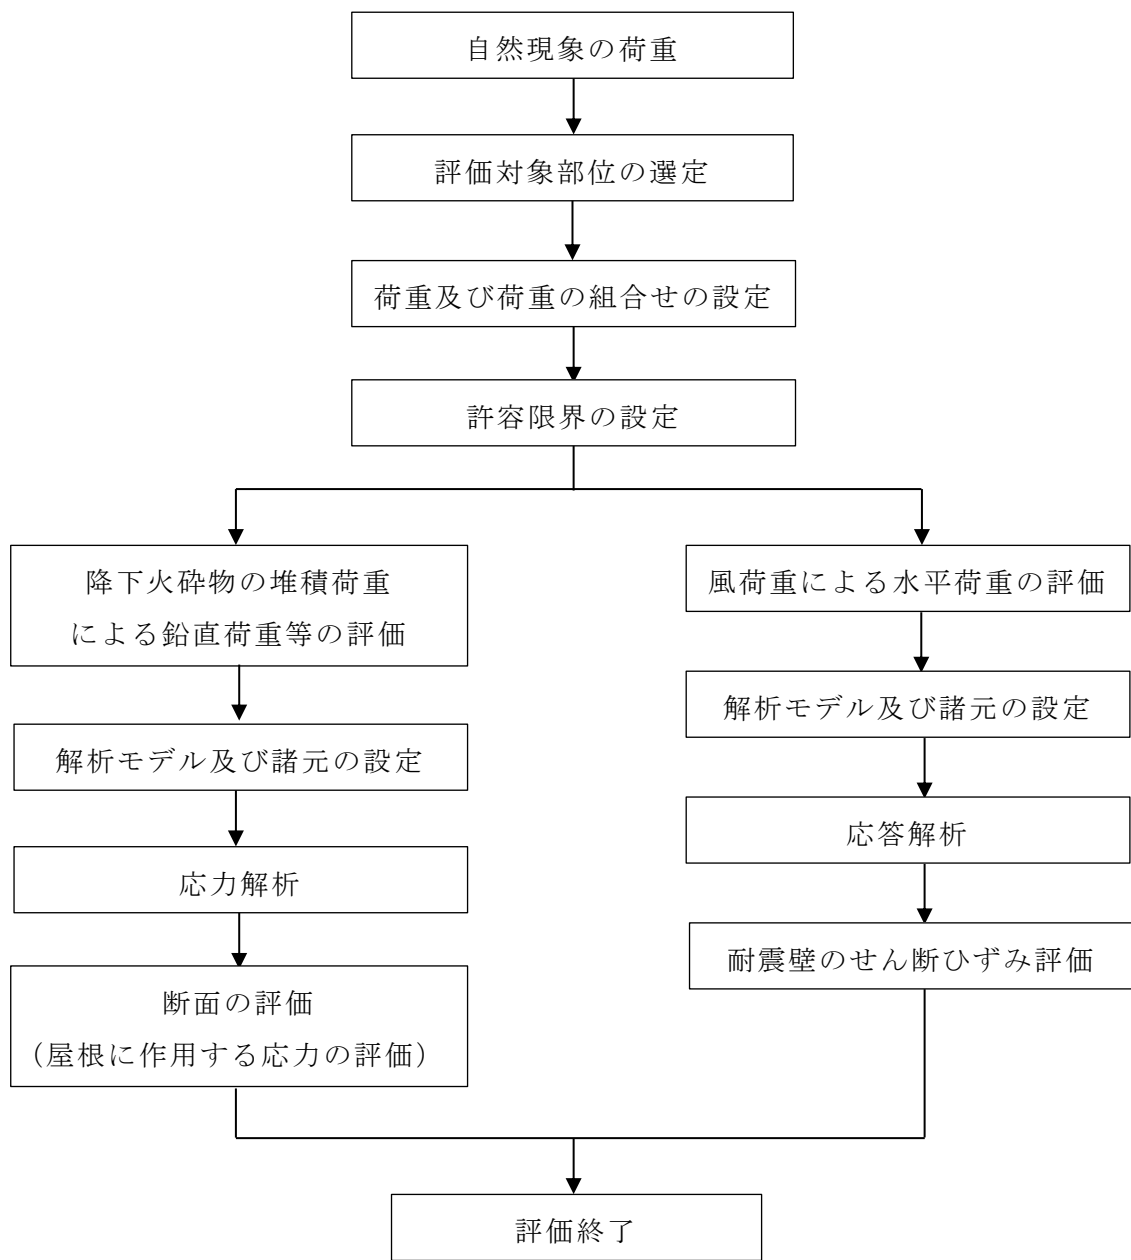 自然現象の荷重
評価対象部位の選定
荷重及び荷重の組合せの設定
許容限界の設定
降下火砕物の堆積荷重
による鉛直荷重等の評価
解析モデル及び諸元の設定
応力解析
断面の評価
（屋根に作用する応力の評価）
風荷重による水平荷重の評価
解析モデル及び諸元の設定
応答解析
耐震壁のせん断ひずみ評価
評価終了